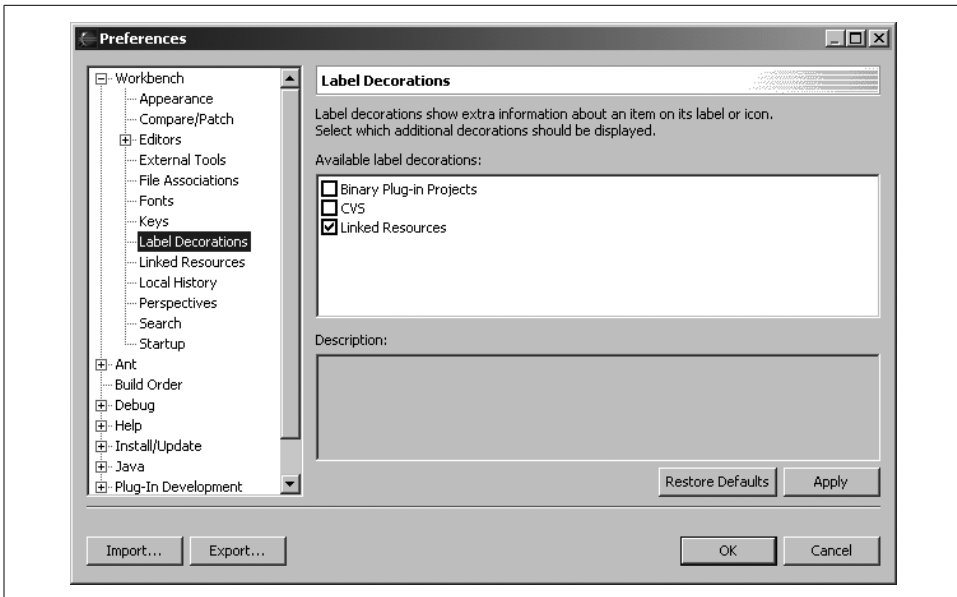 Preferences
Workbench
Appearance
Compare/Patch
Editors
External Tools
File Associations
Fonts
Keys
Label Decorations
Linked Resources
Local History
Perspectives
Search
Startup
Ant
Build Order
Debug
Help
Install/Update
Java
Plug-In Development
Label Decorations
Label decorations show extra information about an item on its label or icon.
Select which additional decorations should be displayed.
Available label decorations:
Binary Plug-in Projects
CVS
Linked Resources
Description:
Restore Defaults
Apply
Import...
Export...
OK
Cancel